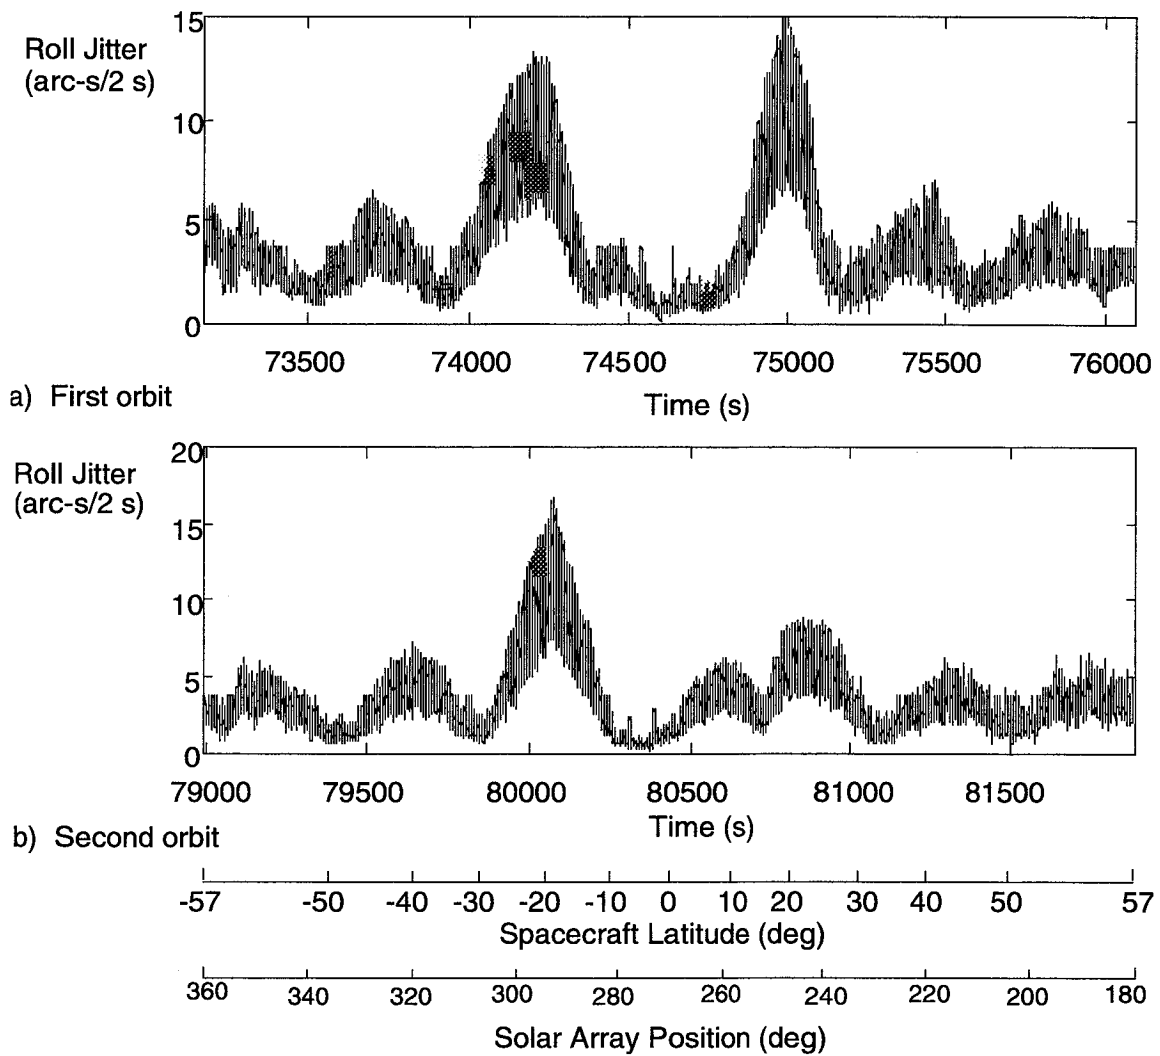 15
Roll Jitter
(arc-s/2 s)
10
5
0
73500 74000 74500 75000 75500 76000
a) First orbit
Time (s)
20
Roll Jitter
(arc-s/2 s)
15
10
5
0
79000 79500 80000 80500 81000 81500
Time (s)
b) Second orbit
-57 -50 -40 -30 -20 -10 0 10 20 30 40 50 57
Spacecraft Latitude (deg)
360 340 320 300 280 260 240 220 200 180
Solar Array Position (deg)